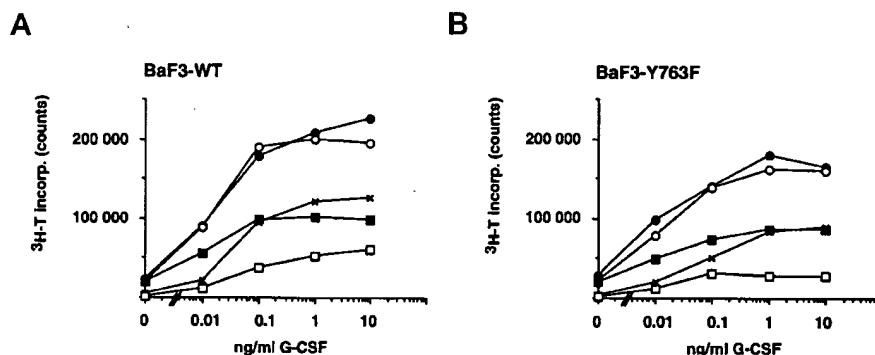 A
BaF3-WT
³H-T incorp. (counts)
200 000
100 000
0 0.01 0.1 1 10
ng/ml G-CSF
B
BaF3-Y763F
³H-T incorp. (counts)
200 000
100 000
0 0.01 0.1 1 10
ng/ml G-CSF